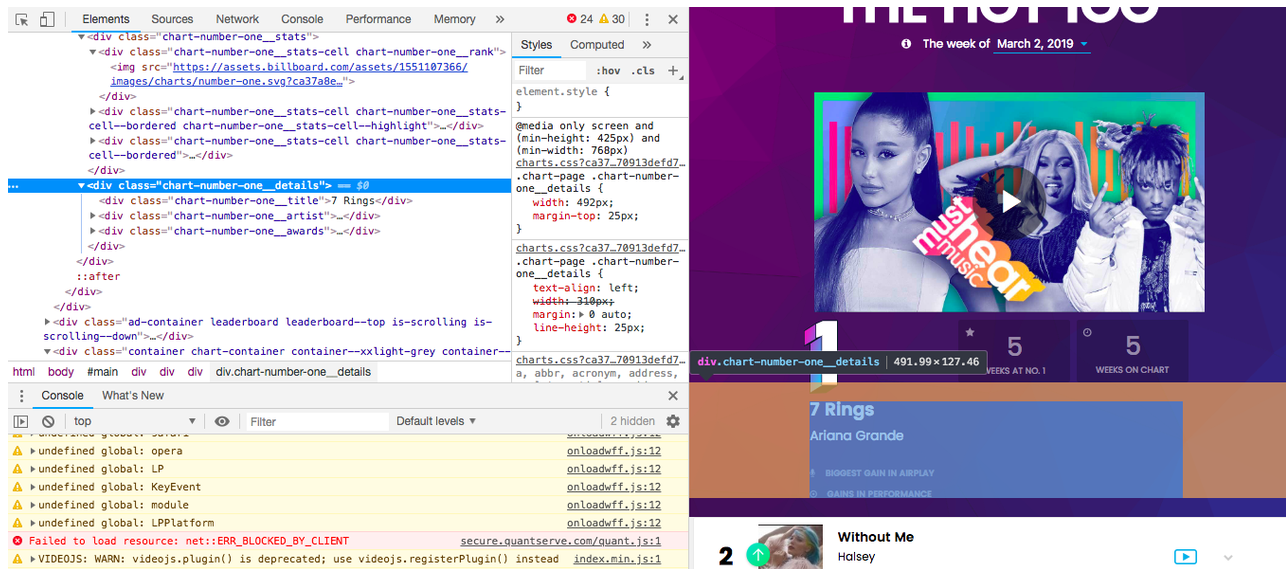 Elements Sources Network Console Performance Memory » 24 30
<div class="chart-number-one__stats">
<div class="chart-number-one__stats-cell chart-number-one__rank">
<img src="https://assets.billboard.com/assets/1551107366/
images/charts/number-one.svg?ca37a8e…">
</div>
<div class="chart-number-one__stats-cell chart-number-one__stats-
cell--bordered chart-number-one__stats-cell--highlight">…</div>
<div class="chart-number-one__stats-cell chart-number-one__stats-
cell--bordered">…</div>
</div>
<div class="chart-number-one__details"> == $0
<div class="chart-number-one__title">7 Rings</div>
<div class="chart-number-one__artist">…</div>
<div class="chart-number-one__awards">…</div>
</div>
</div>
::after
</div>
</div>
<div class="ad-container leaderboard leaderboard--top is-scrolling is-
scrolling--down">…</div>
<div class="container chart-container container--xxlight-grey container--
html body #main div div div div.chart-number-one__details
Styles Computed »
Filter :hov .cls +
element.style {
}
@media only screen and
(min-height: 425px) and
(min-width: 768px)
charts.css?ca37…70913defd7…
.chart-page .chart-number-
one__details {
width: 492px;
margin-top: 25px;
}
charts.css?ca37…70913defd7…
.chart-page .chart-number-
one__details {
text-align: left;
width: 310px;
margin: 0 auto;
line-height: 25px;
}
charts.css?ca37…70913defd7…
a, abbr, acronym, address,
Console What's New
top Filter Default levels 2 hidden
undefined global: safari onloadwff.js:12
undefined global: opera onloadwff.js:12
undefined global: LP onloadwff.js:12
undefined global: KeyEvent onloadwff.js:12
undefined global: module onloadwff.js:12
undefined global: LPPlatform onloadwff.js:12
Failed to load resource: net::ERR_BLOCKED_BY_CLIENT secure.quantserve.com/quant.js:1
VIDEOJS: WARN: videojs.plugin() is deprecated; use videojs.registerPlugin() instead index.min.js:1
THE HOT 100
The week of March 2, 2019
must
hear
music
1
5
WEEKS AT NO. 1
5
WEEKS ON CHART
div.chart-number-one__details 491.99×127.46
7 Rings
Ariana Grande
BIGGEST GAIN IN AIRPLAY
GAINS IN PERFORMANCE
2
Without Me
Halsey